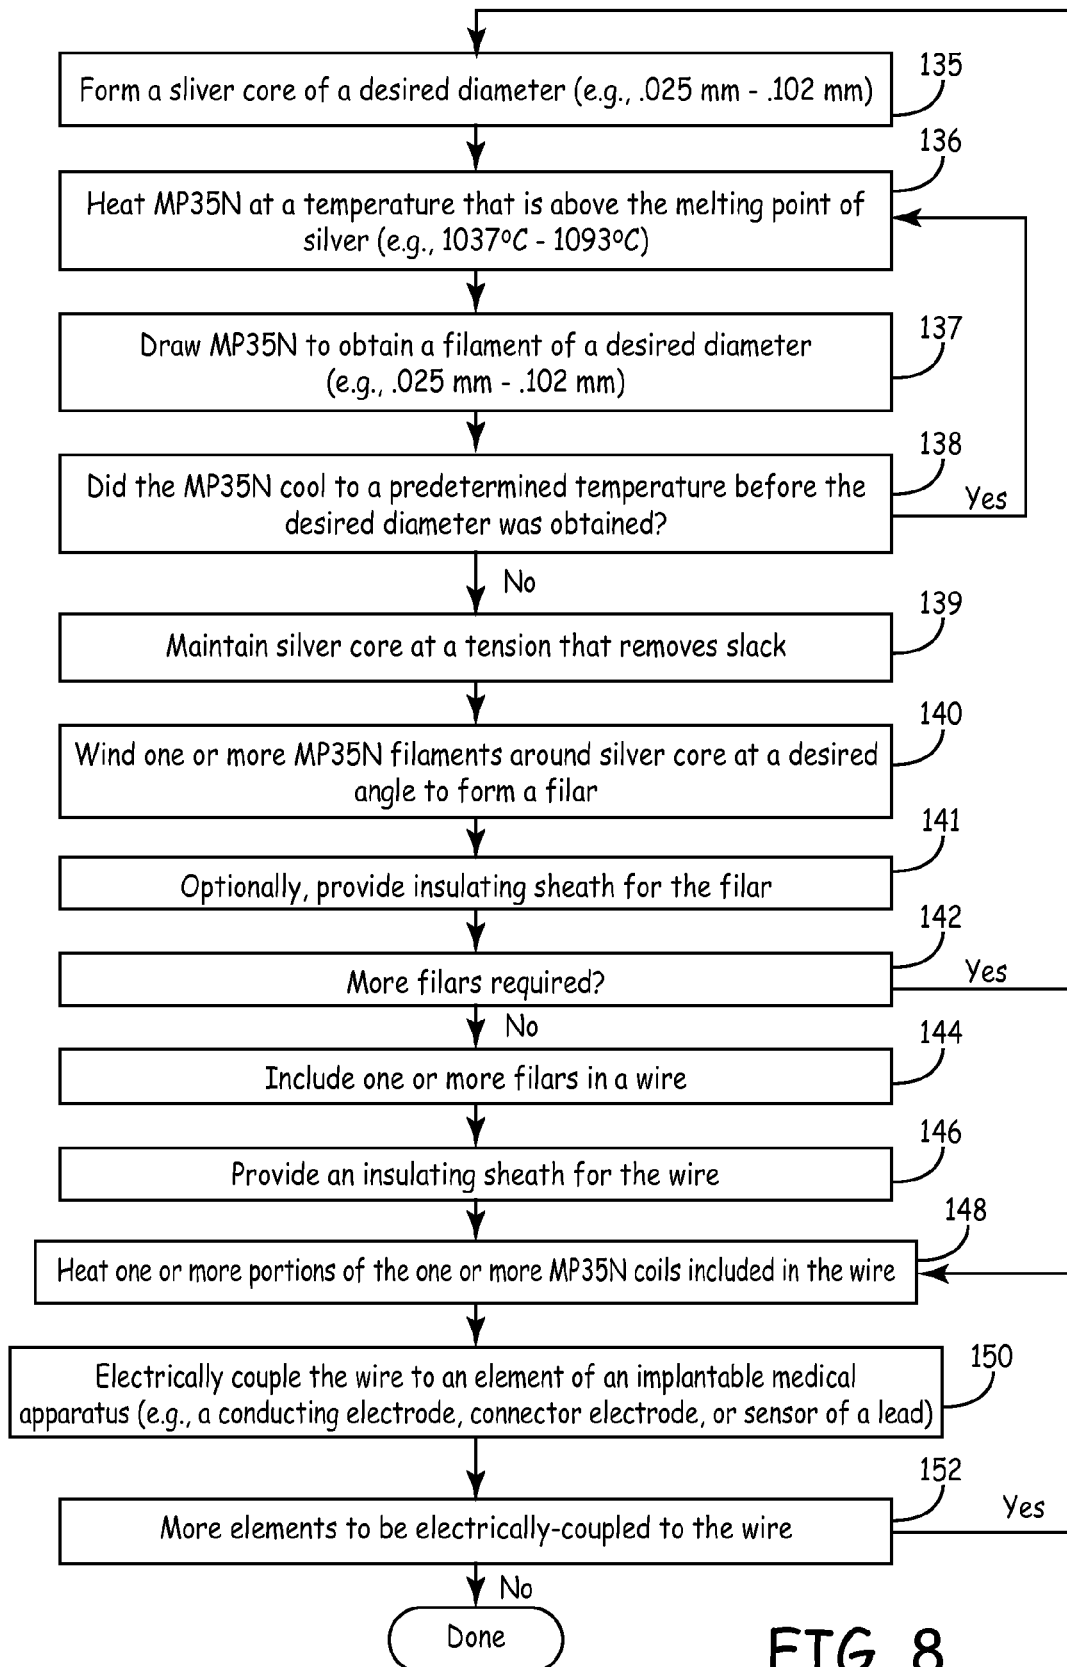 135
Form a sliver core of a desired diameter (e.g., .025 mm - .102 mm)
136
Heat MP35N at a temperature that is above the melting point of
silver (e.g., 1037ºC - 1093ºC)
137
Draw MP35N to obtain a filament of a desired diameter
(e.g., .025 mm - .102 mm)
138
Did the MP35N cool to a predetermined temperature before the
desired diameter was obtained?
Yes
No
139
Maintain silver core at a tension that removes slack
140
Wind one or more MP35N filaments around silver core at a desired
angle to form a filar
141
Optionally, provide insulating sheath for the filar
142
More filars required?
Yes
No
144
Include one or more filars in a wire
146
Provide an insulating sheath for the wire
148
Heat one or more portions of the one or more MP35N coils included in the wire
150
Electrically couple the wire to an element of an implantable medical
apparatus (e.g., a conducting electrode, connector electrode, or sensor of a lead)
152
More elements to be electrically-coupled to the wire
Yes
No
Done
FIG. 8